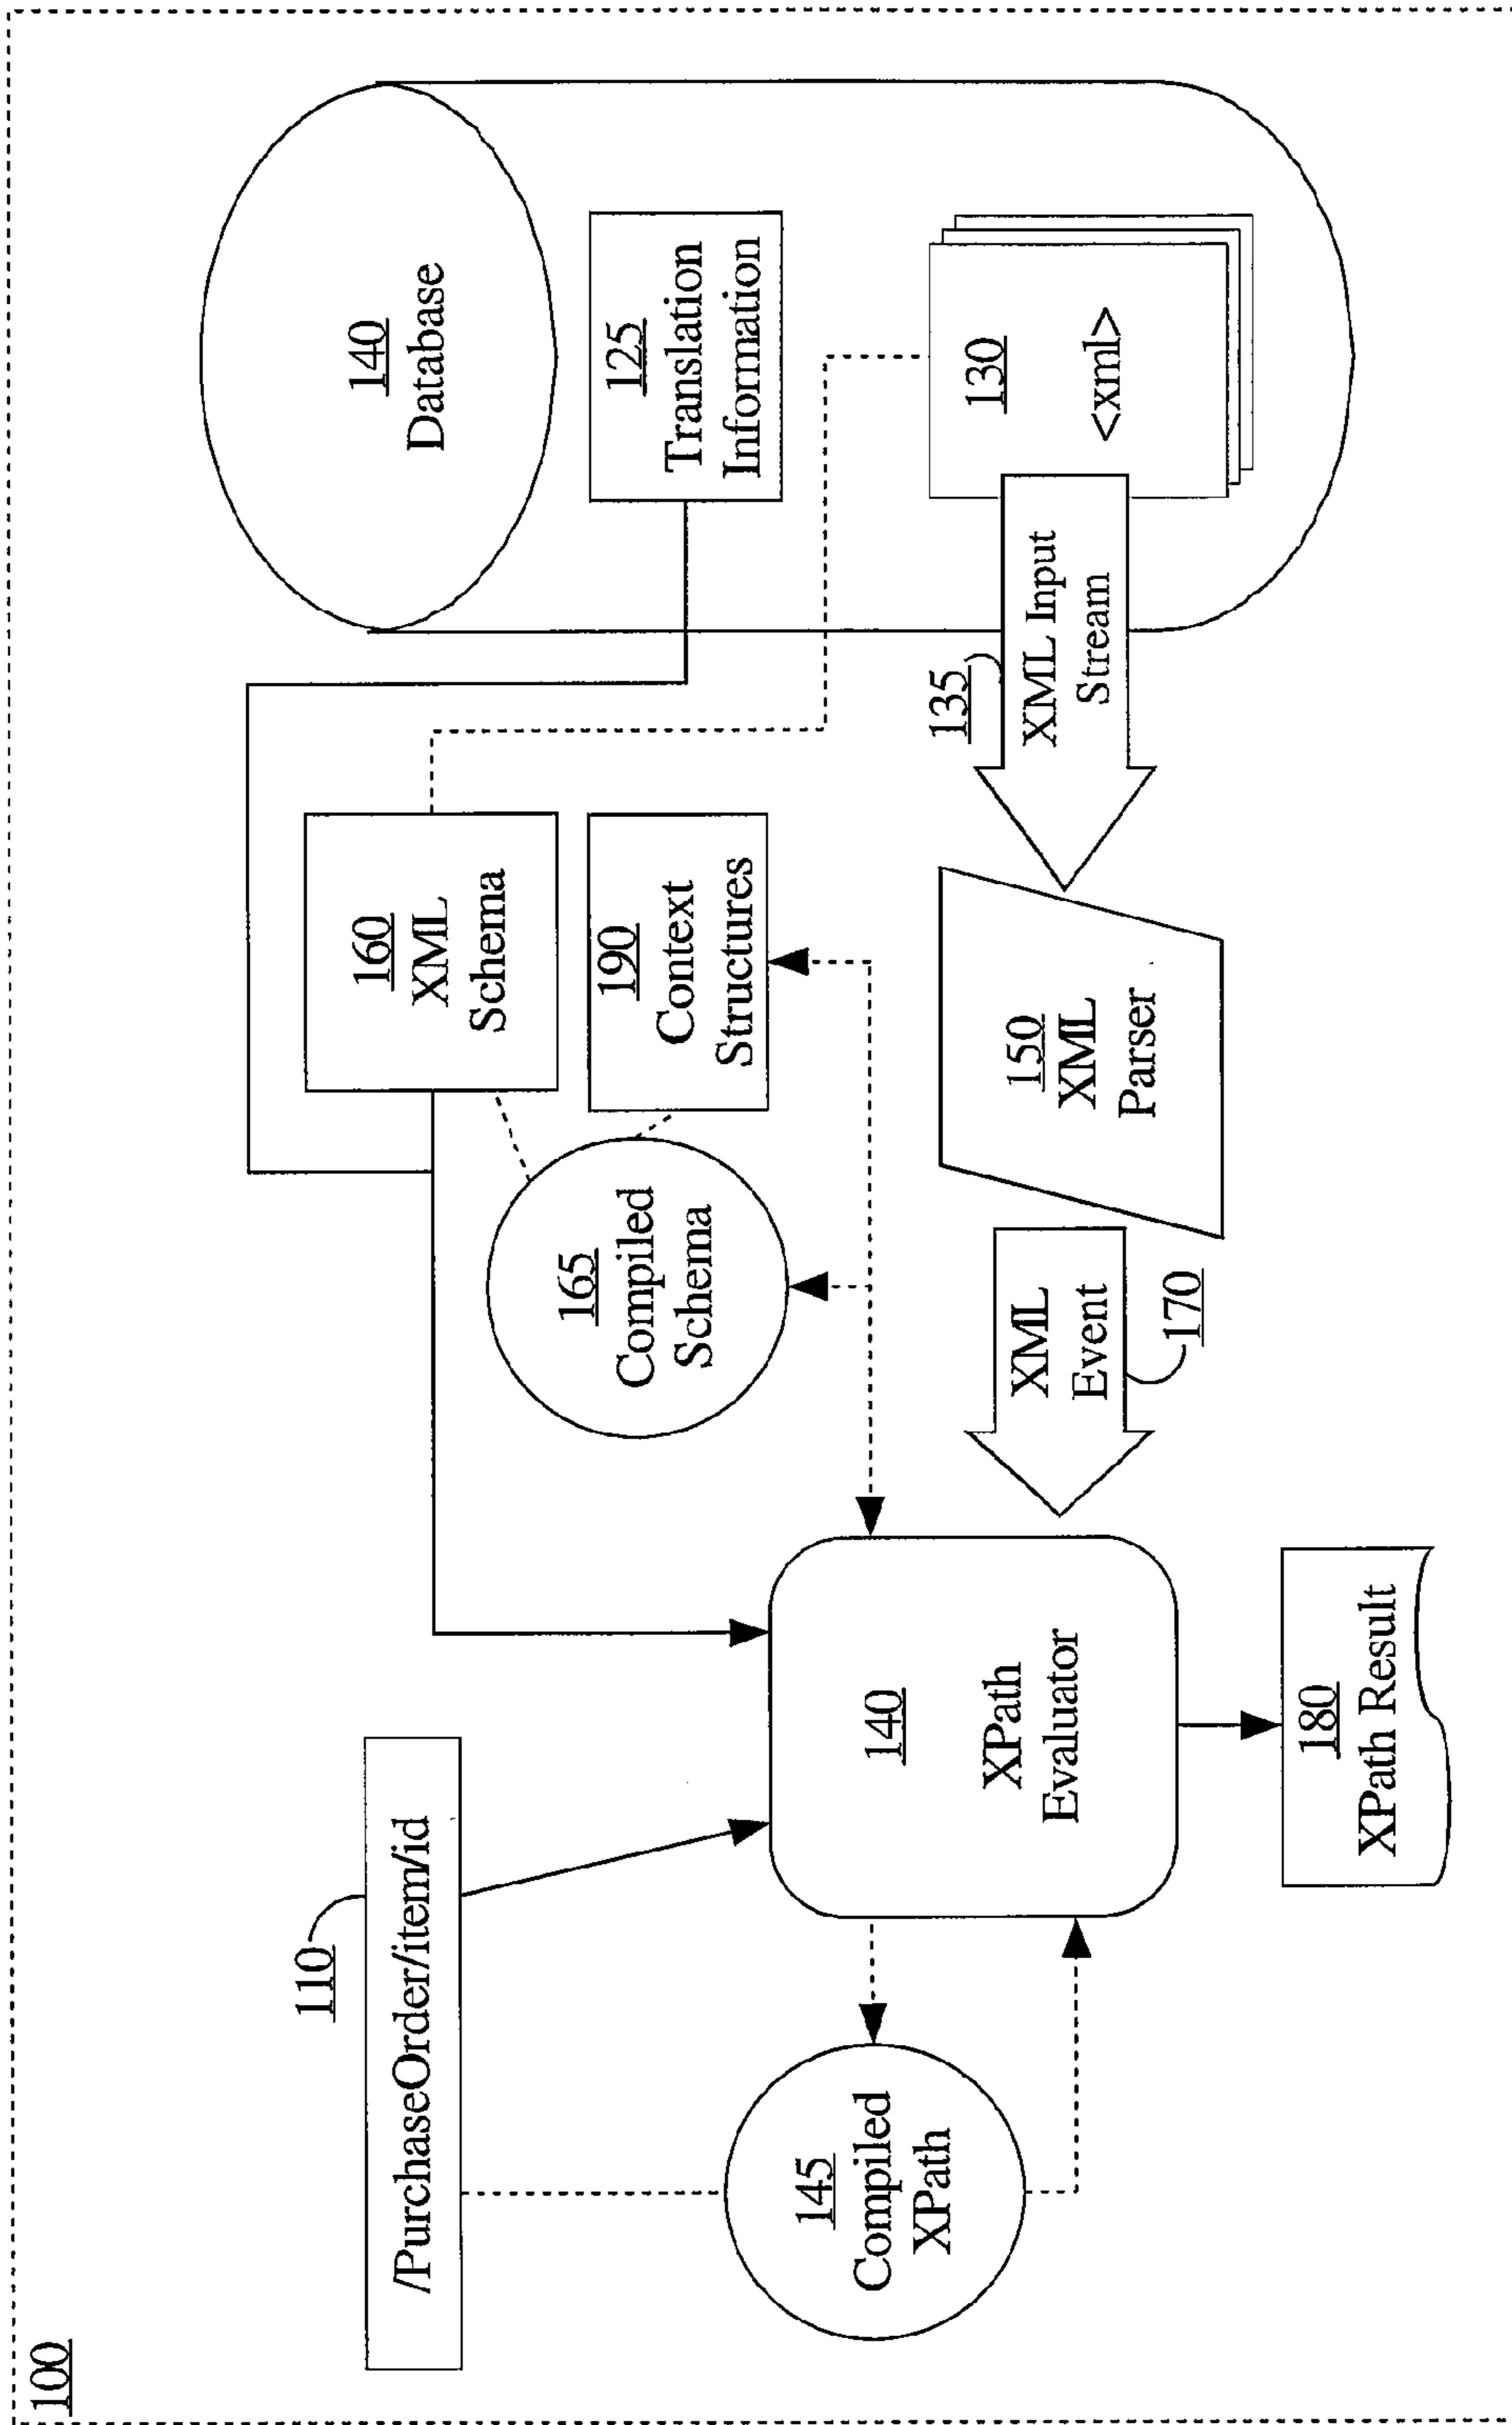 100
110
/PurchaseOrder/item/id
160
XML
Schema
140
Database
165
Compiled
Schema
190
Context
Structures
125
Translation
Information
145
Compiled
XPath
140
XPath
Evaluator
XML
Event
170
150
XML
Parser
135
XML Input
Stream
130
<xml>
180
XPath Result